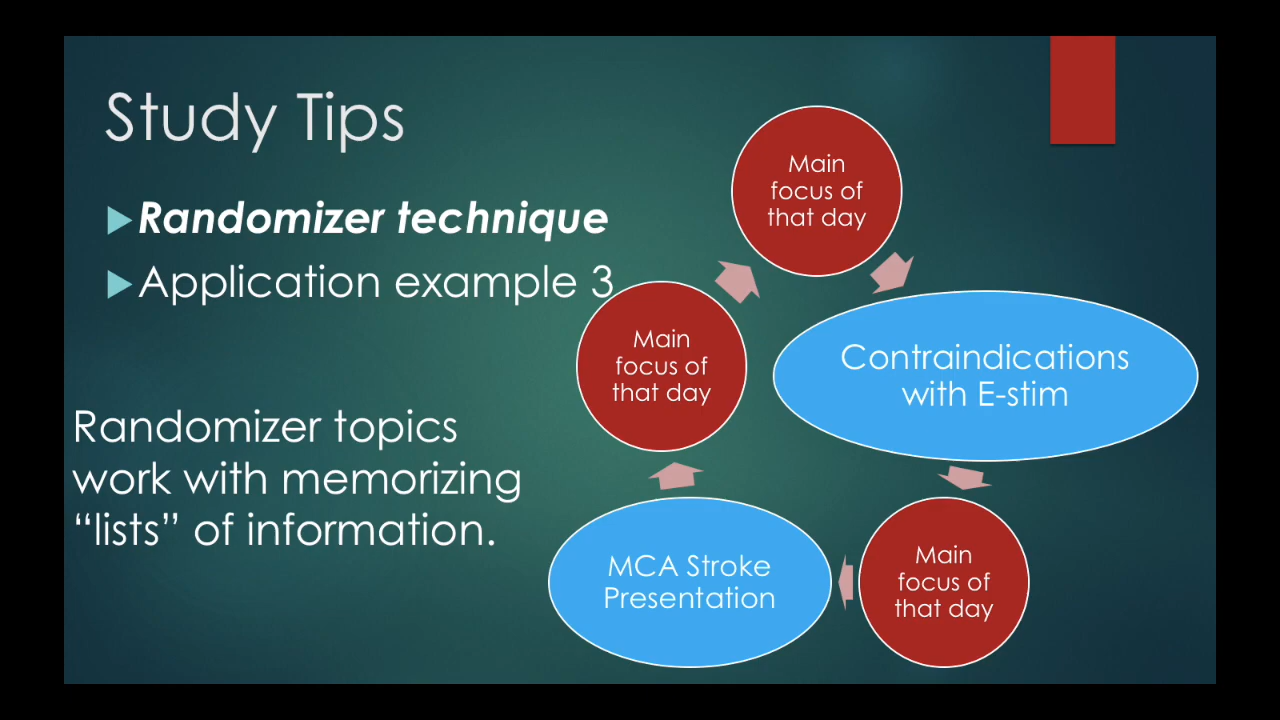 Study Tips
Randomizer technique
Application example 3
Randomizer topics
work with memorizing
“lists” of information.
Main
focus of
that day
Contraindications
with E-stim
Main
focus of
that day
MCA Stroke
Presentation
Main
focus of
that day